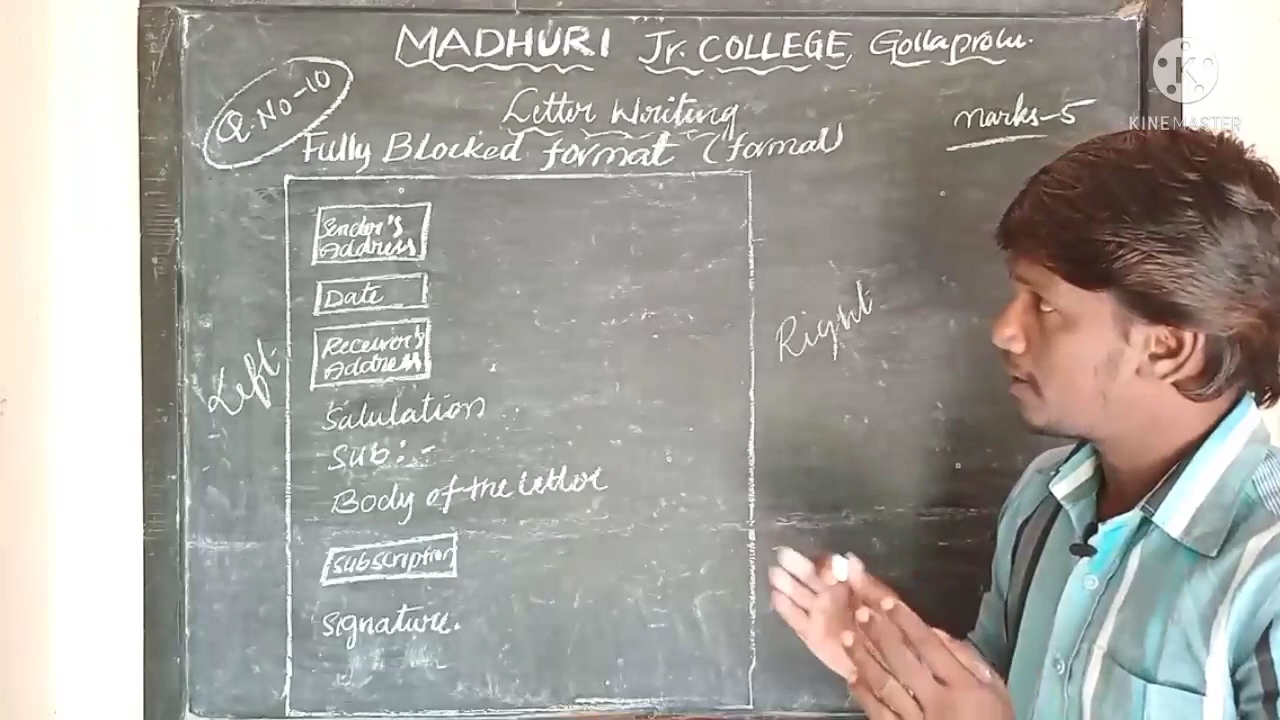 MADHURI Jr. COLLEGE, Gollaprolu.
Q. NO-10
Letter Writing
Marks-5
KINEMASTER
Fully Blocked format (formal)
Sender's
Address
Date
Receiver's
Address
Left
Right
Salutation
Sub:-
Body of the letter
Subscription
Signature.